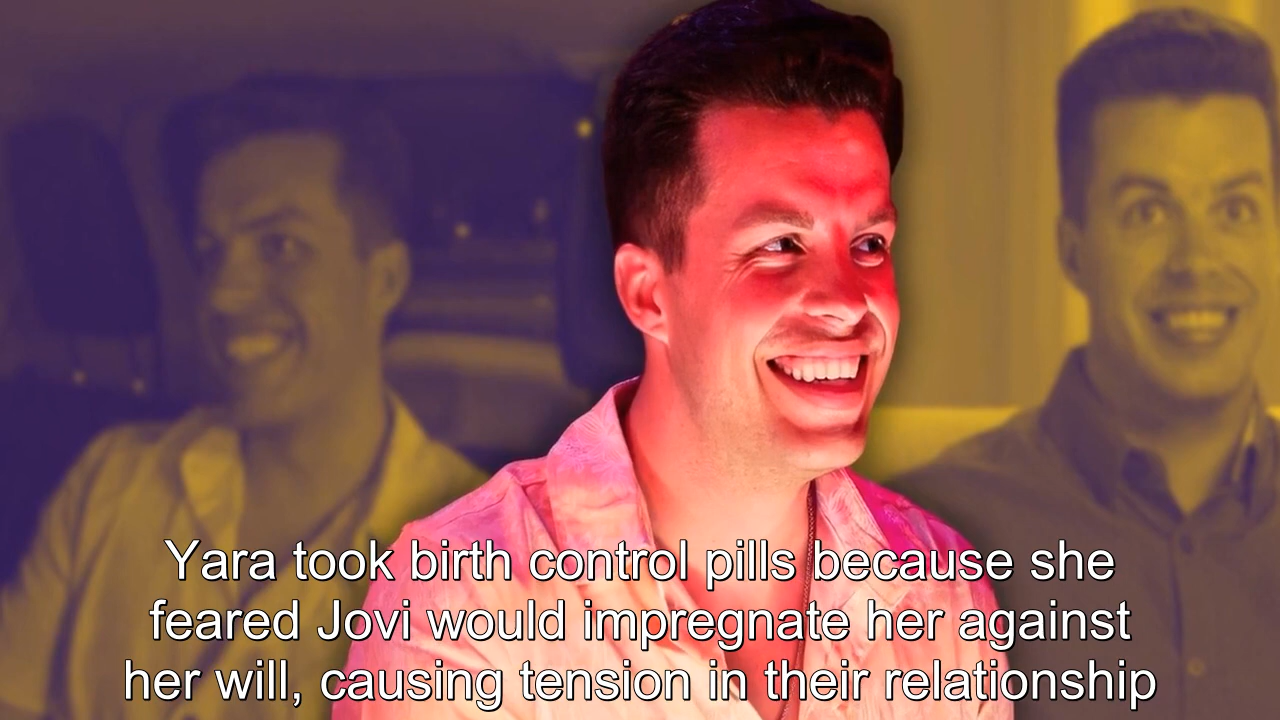 Yara took birth control pills because she
feared Jovi would impregnate her against
her will, causing tension in their relationship